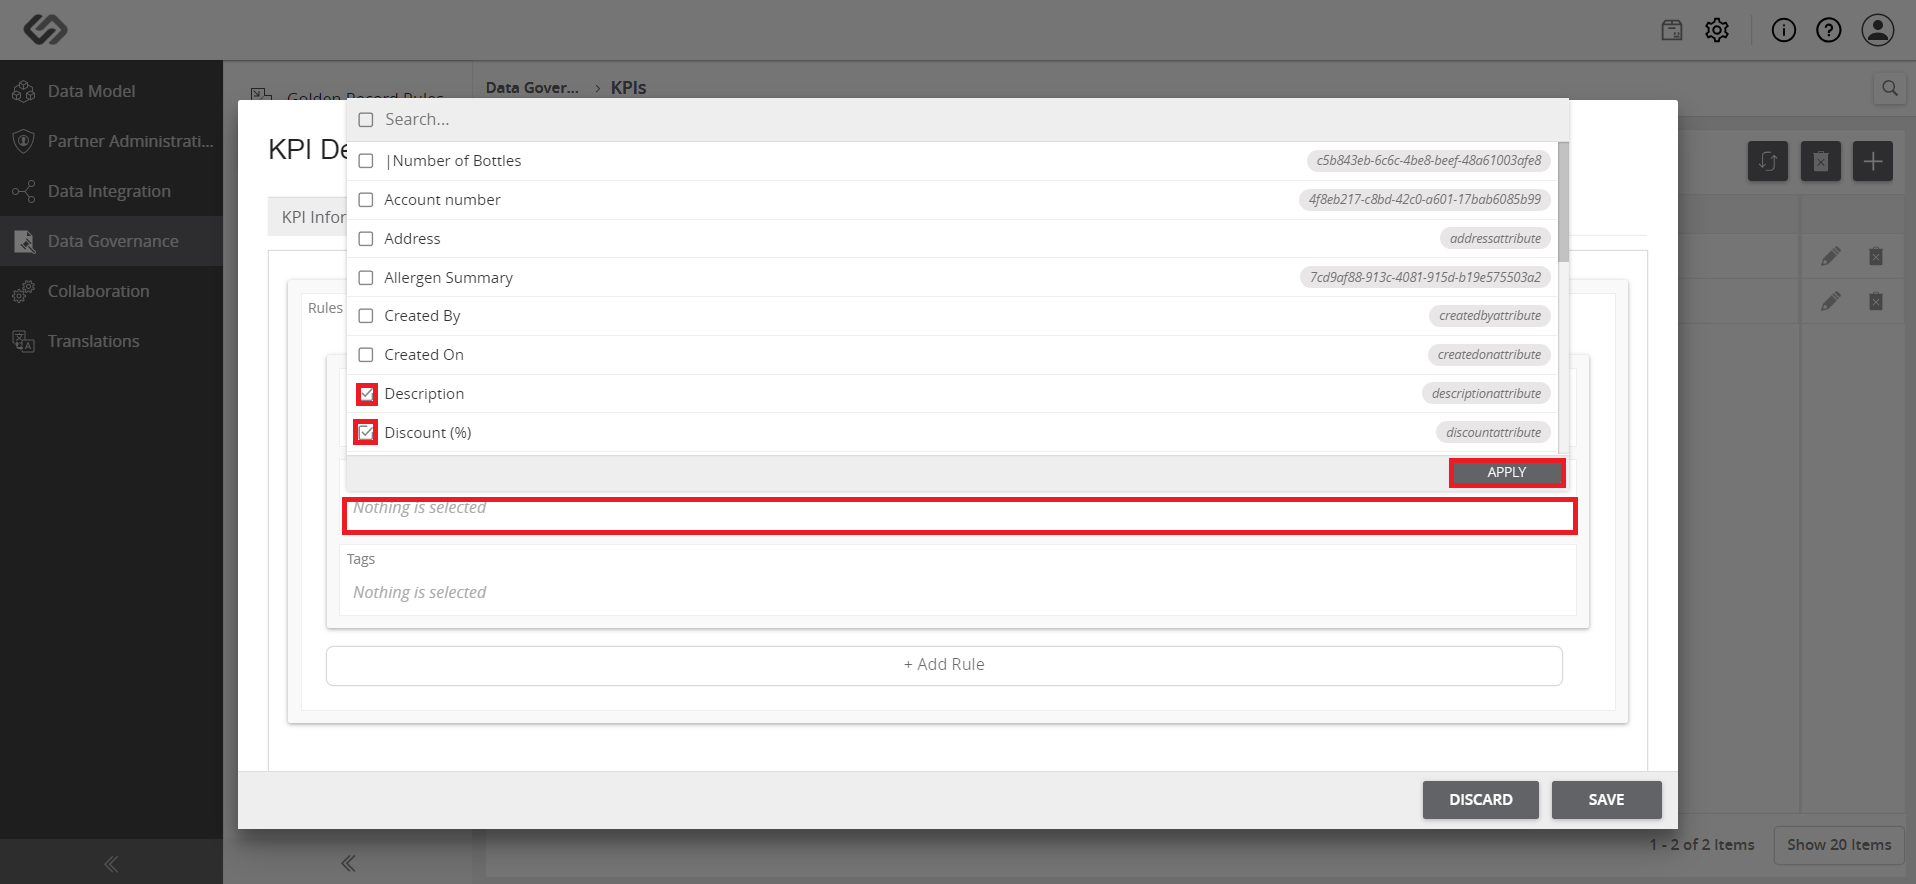 Data Model
Partner Administrati...
Data Integration
Data Governance
Collaboration
Translations
Golden Record Rules
Data Gover... › KPIs
KPI De
KPI Infor
Rules
Search...
|Number of Bottles c5b843eb-6c6c-4be8-beef-48a61003afe8
Account number 4f8eb217-c8bd-42c0-a601-17bab6085b99
Address addressattribute
Allergen Summary 7cd9af88-913c-4081-915d-b19e575503a2
Created By createdbyattribute
Created On createdonattribute
Description descriptionattribute
Discount (%) discountattribute
APPLY
Nothing is selected
Tags
Nothing is selected
+ Add Rule
DISCARD SAVE
1 - 2 of 2 Items Show 20 Items